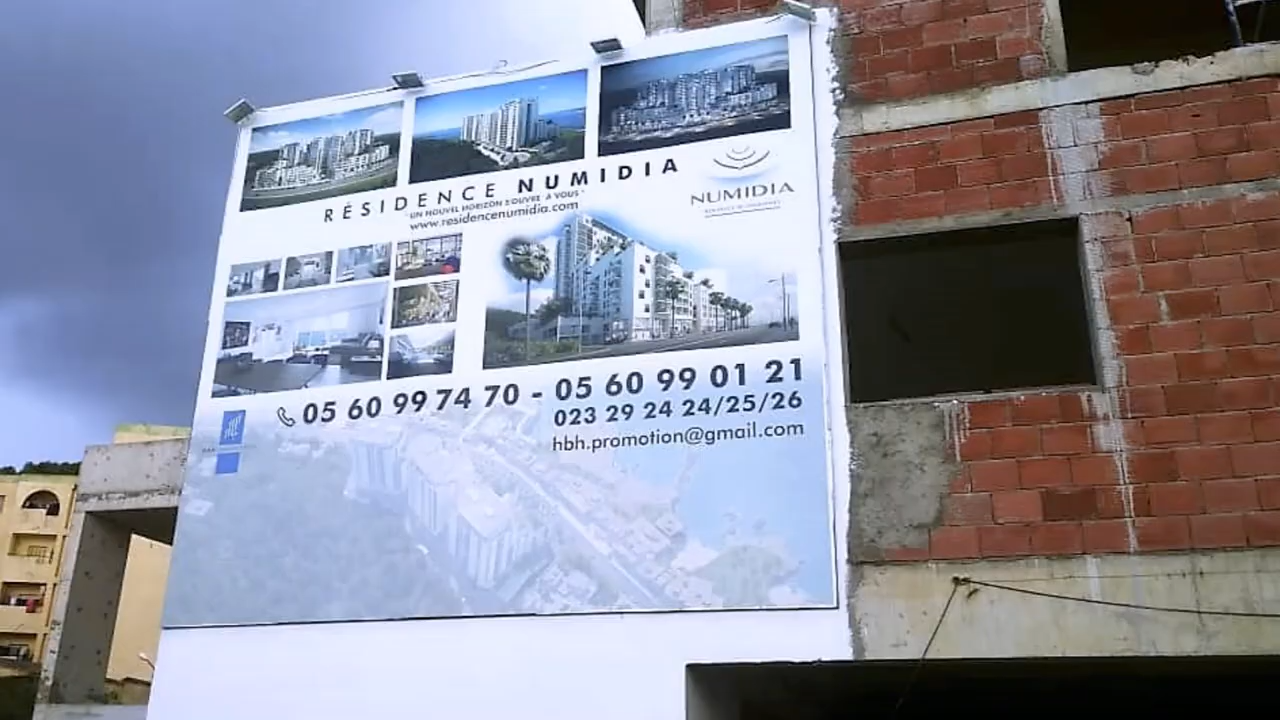 RÉSIDENCE NUMIDIA
"UN NOUVEL HORIZON S'OUVRE À VOUS"
www.residencenumidia.com
NUMIDIA
05 60 99 74 70 - 05 60 99 01 21
023 29 24 24/25/26
hbh.promotion@gmail.com